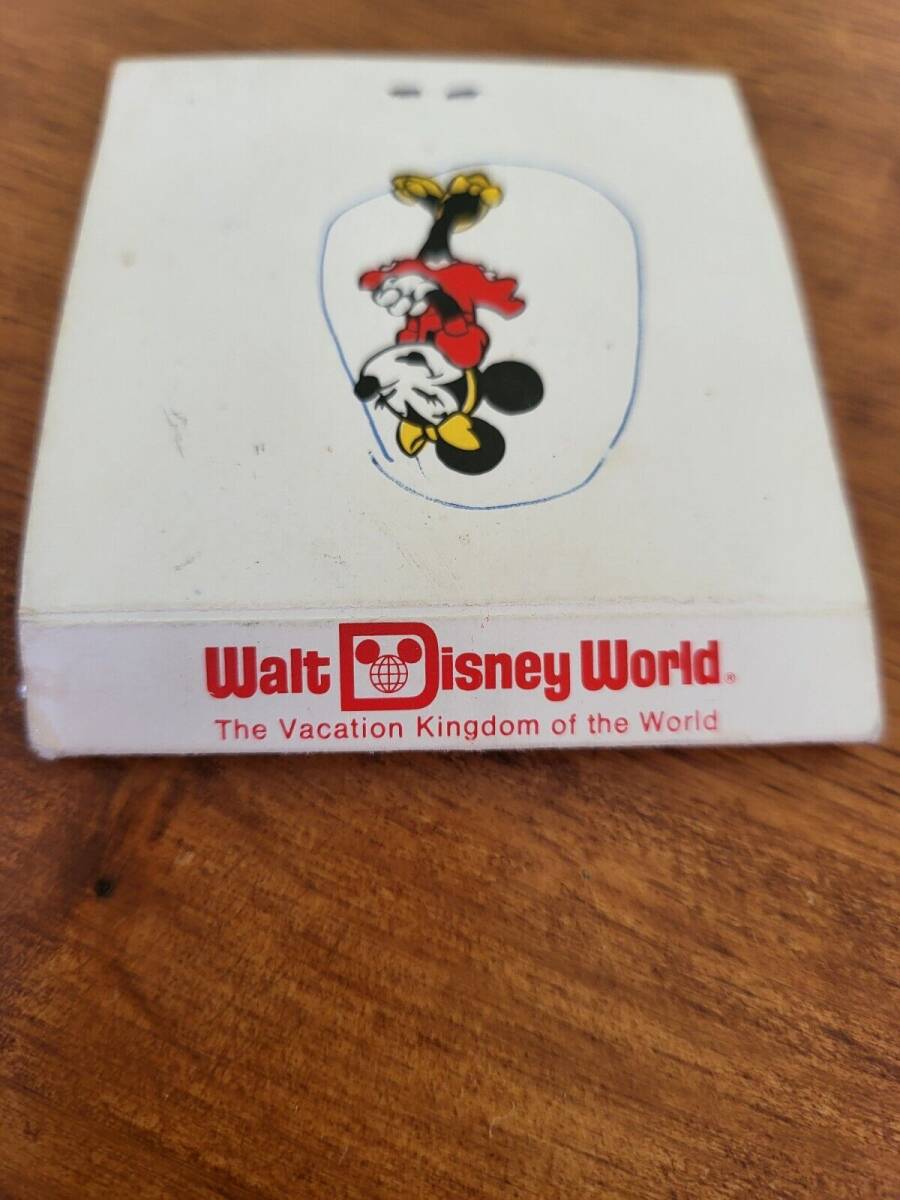 Walt Disney World®
The Vacation Kingdom of the World